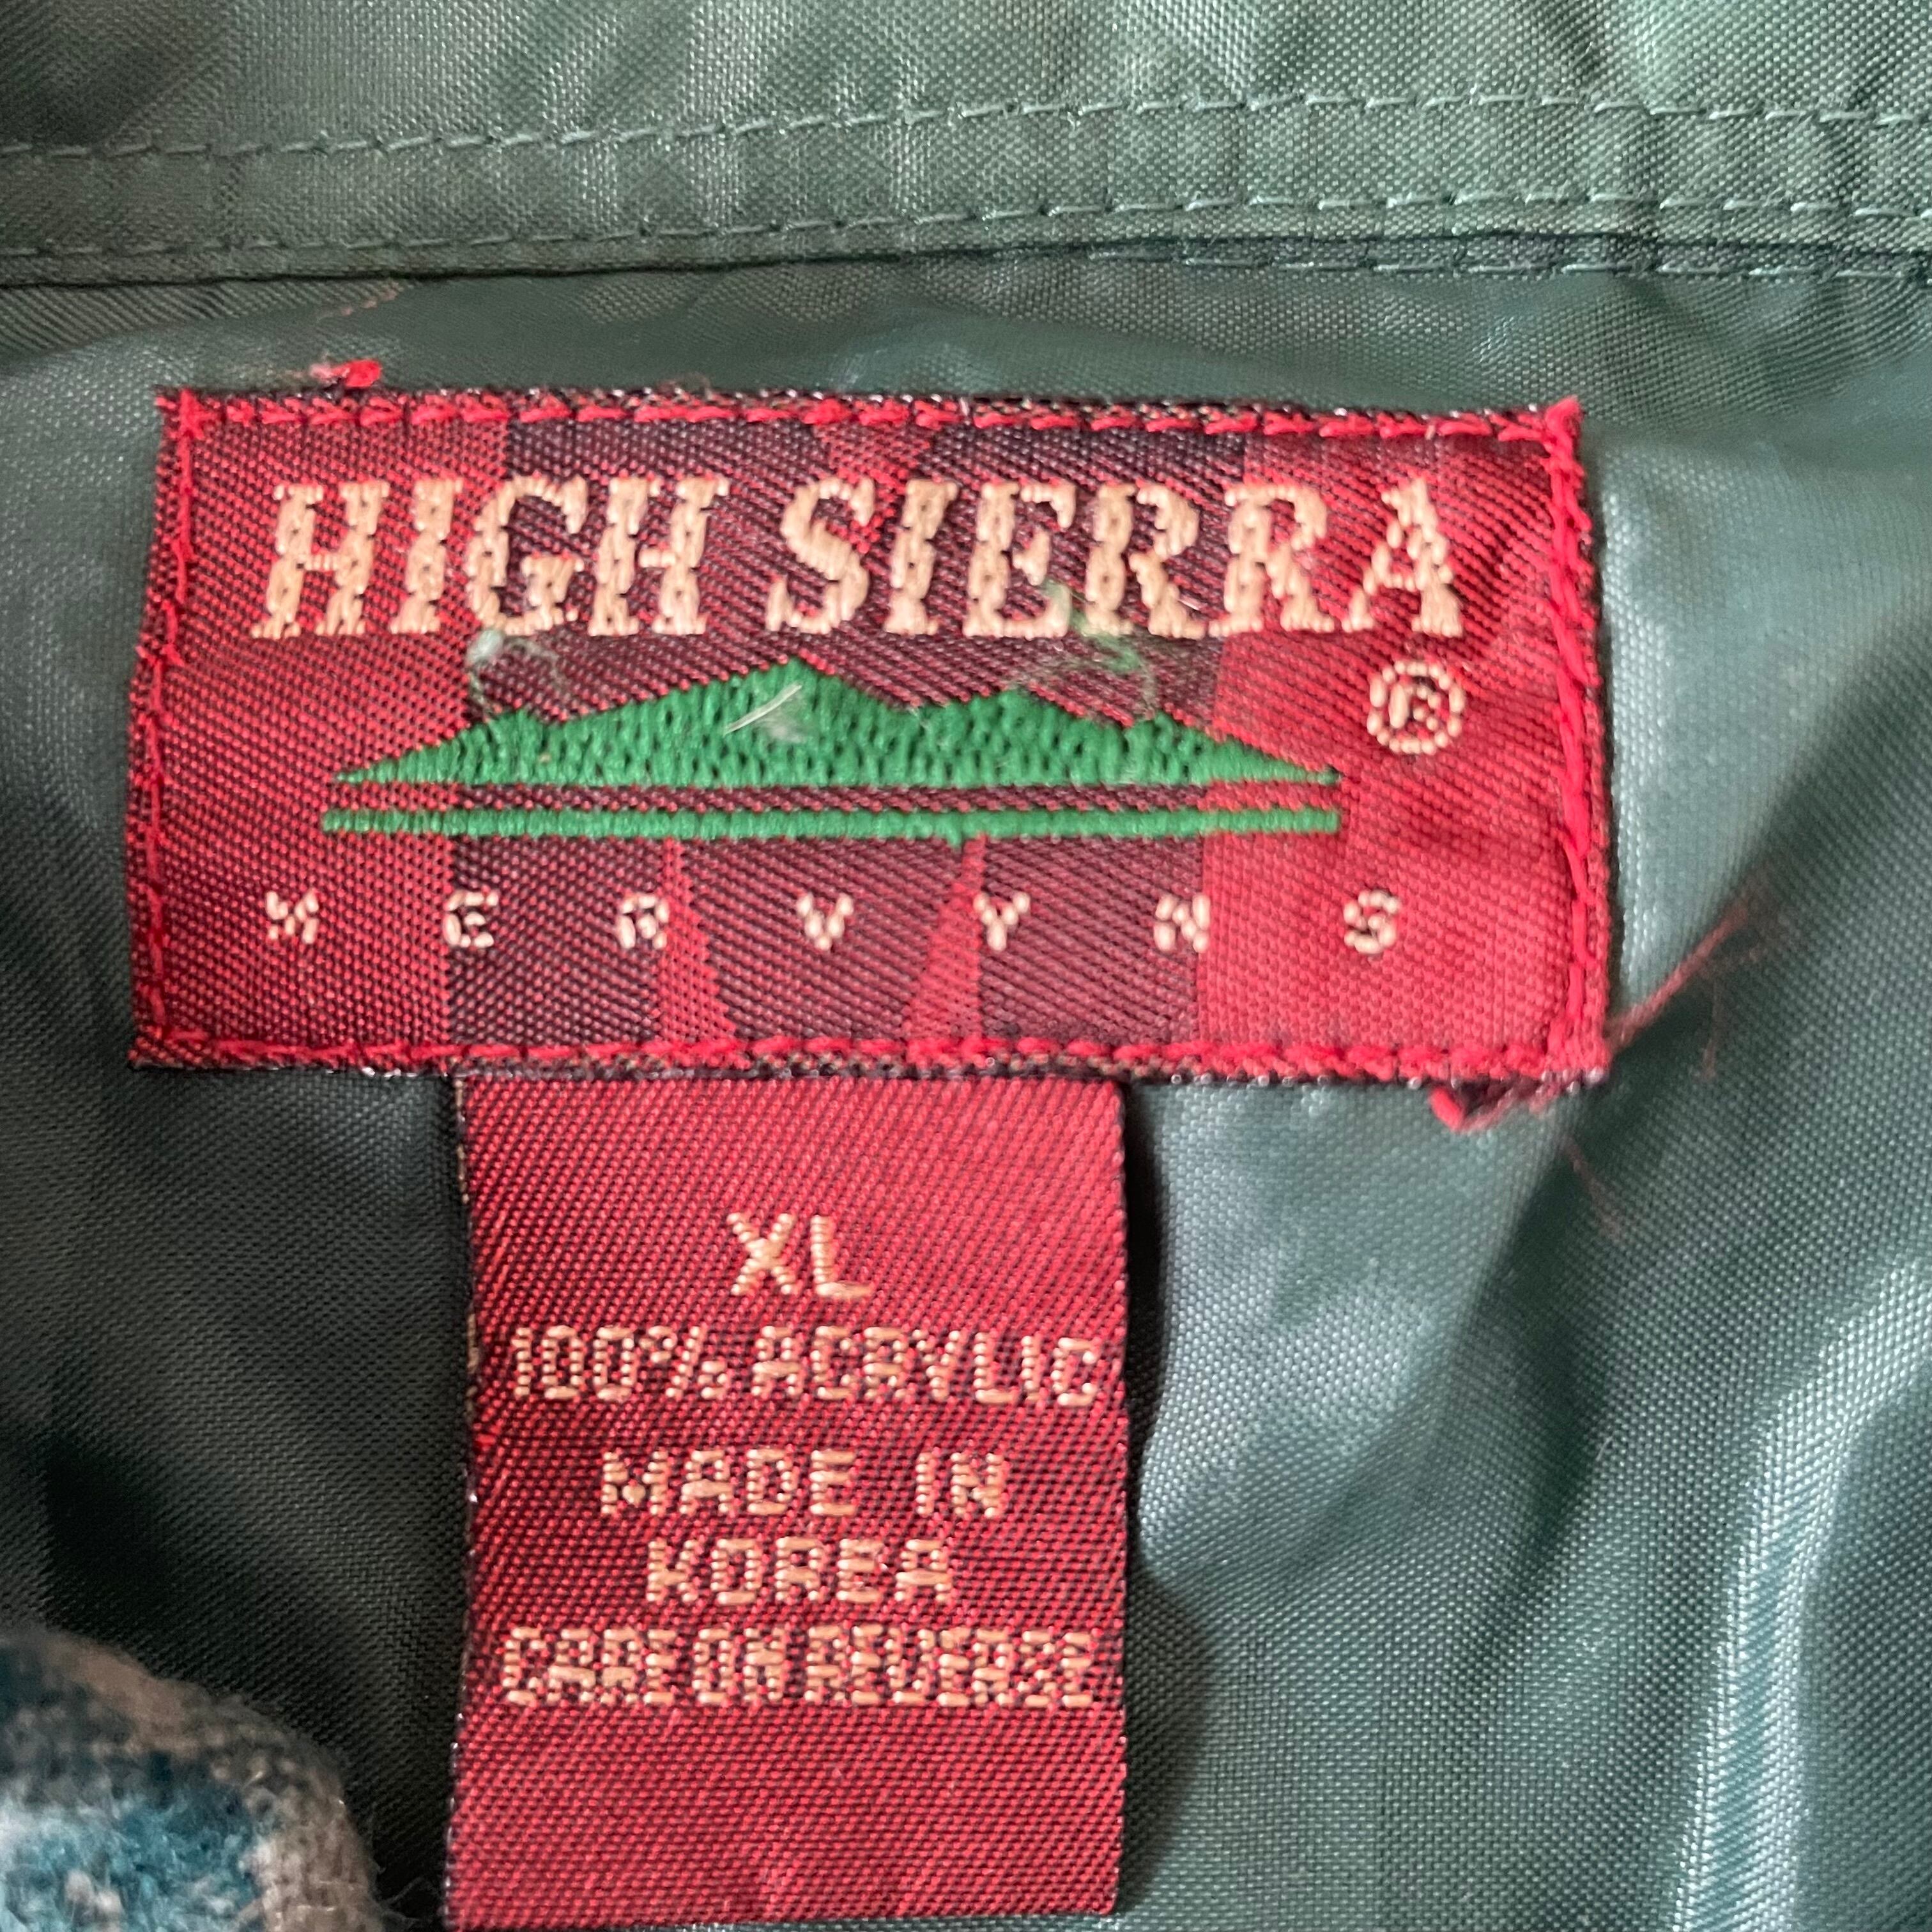 HIGH SIERRA
®
MERVYNS
XL
100% ACRYLIC
MADE IN
KOREA
CARE ON REVERSE